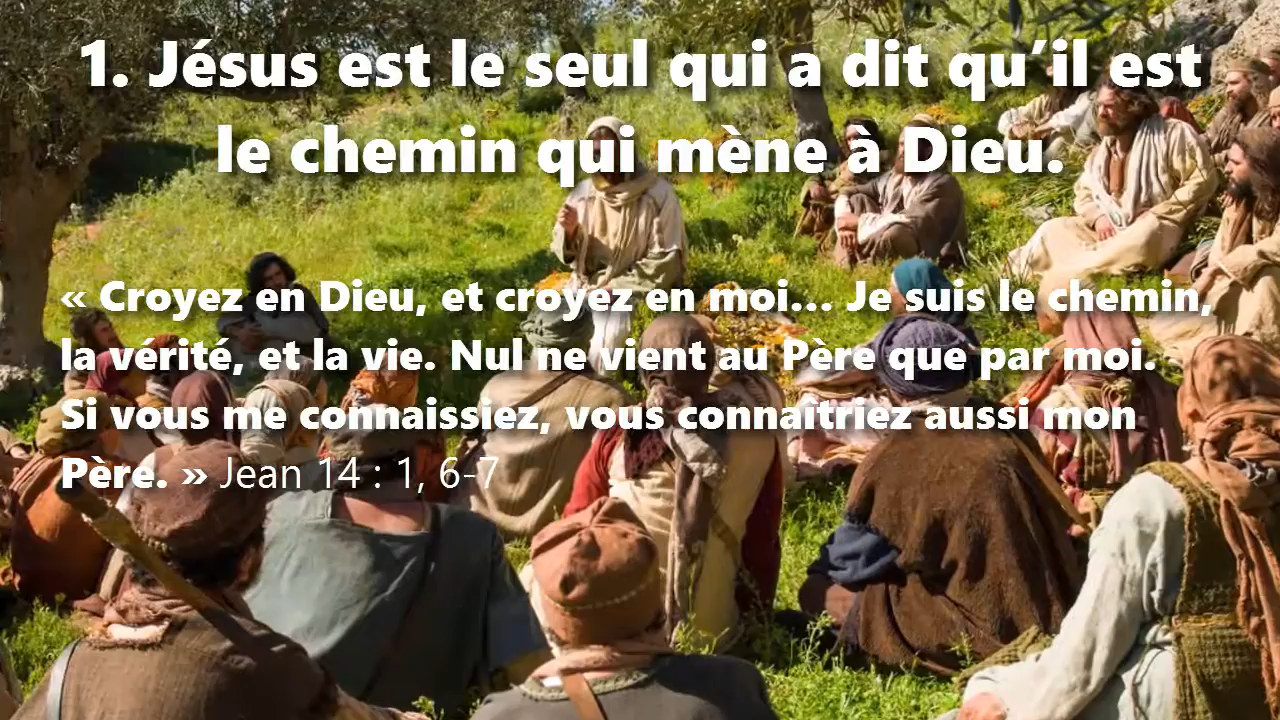 1. Jésus est le seul qui a dit qu’il est
le chemin qui mène à Dieu.
« Croyez en Dieu, et croyez en moi… Je suis le chemin,
la vérité, et la vie. Nul ne vient au Père que par moi.
Si vous me connaissiez, vous connaîtriez aussi mon
Père. » Jean 14 : 1, 6-7